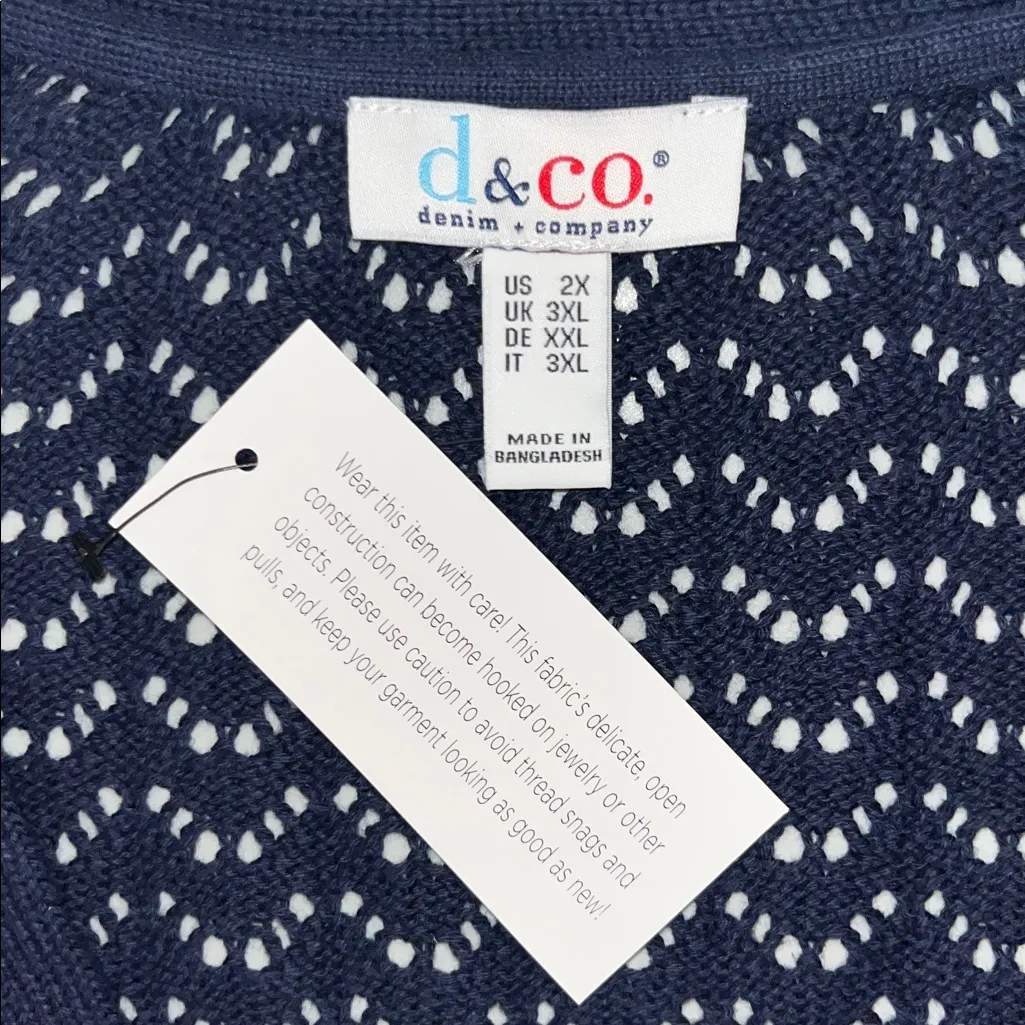 d&co.®
denim + company
US 2X
UK 3XL
DE XXL
IT 3XL
MADE IN
BANGLADESH
Wear this item with care! This fabric's delicate, open
construction can become hooked on jewelry or other
objects. Please use caution to avoid thread snags and
pulls, and keep your garment looking as good as new!